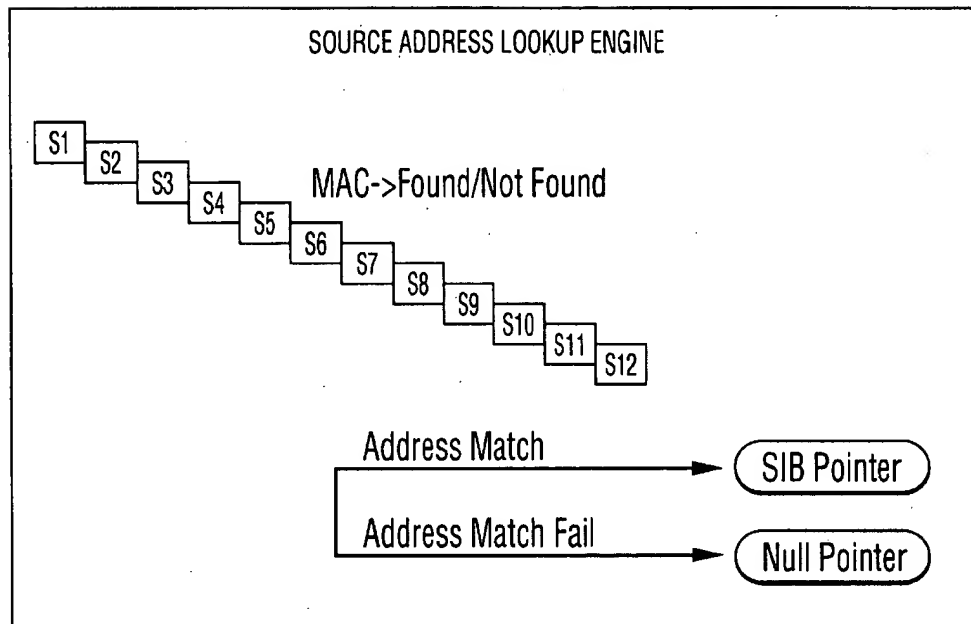 SOURCE ADDRESS LOOKUP ENGINE
S1
S2
S3
MAC->Found/Not Found
S4
S5
S6
S7
S8
S9
S10
S11
S12
Address Match
SIB Pointer
Address Match Fail
Null Pointer